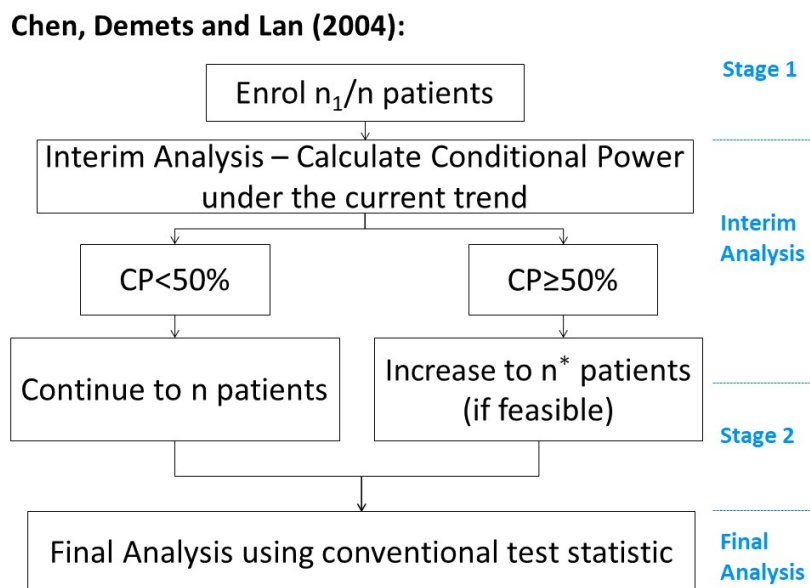 Chen, Demets and Lan (2004):
Stage 1
Enrol n₁/n patients
Interim Analysis – Calculate Conditional Power
under the current trend
Interim
Analysis
CP<50%
CP≥50%
Continue to n patients
Increase to n* patients
(if feasible)
Stage 2
Final Analysis using conventional test statistic
Final
Analysis